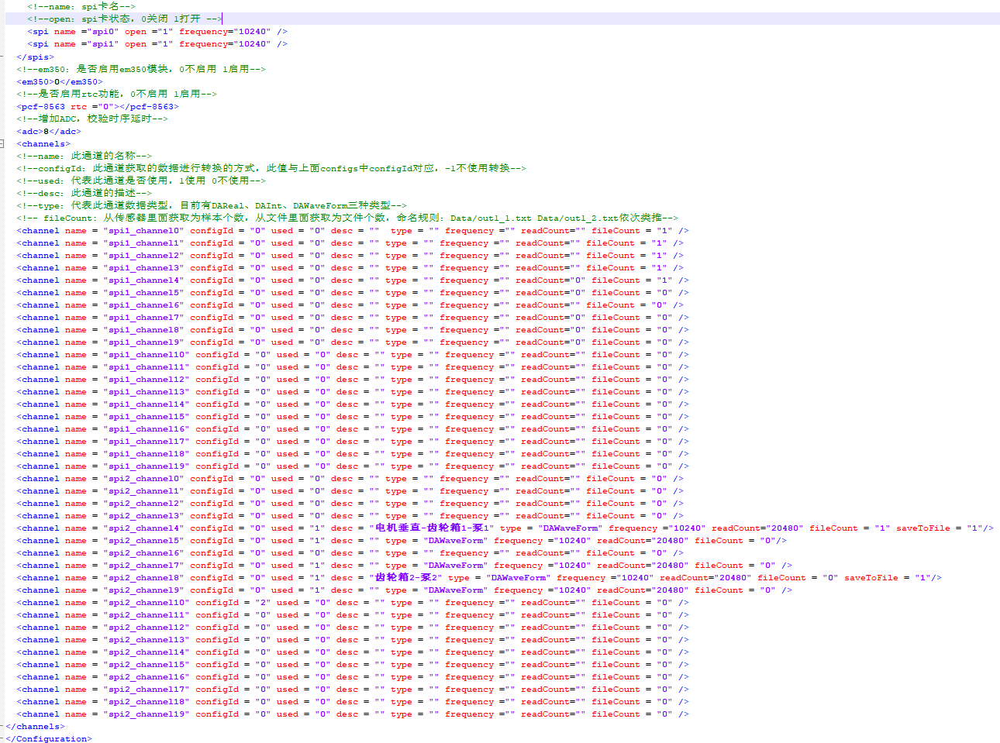 <!--name: spi卡名-->
<!--open: spi卡状态, 0关闭 1打开 -->
<spi name ="spi0" open ="1" frequency="10240" />
<spi name ="spi1" open ="1" frequency="10240" />
</spis>
<!--em350: 是否启用em350模块, 0不启用 1启用-->
<em350>0</em350>
<!--是否启用rtc功能, 0不启用 1启用-->
<pcf-8563 rtc ="0"></pcf-8563>
<!--增加ADC, 校验时序延时-->
<adc>8</adc>
<channels>
<!--name: 此通道的名称-->
<!--configId: 此通道获取的数据进行转换的方式, 此值与上面configs中configId对应, -1不使用转换-->
<!--used: 代表此通道是否使用, 1使用 0不使用-->
<!--desc: 此通道的描述-->
<!--type: 代表此通道数据类型, 目前有DAReal、DAInt、DAWaveForm三种类型-->
<!-- fileCount: 从传感器里面获取为样本个数, 从文件里面获取为文件个数, 命名规则: Data/out1_1.txt Data/out1_2.txt依次类推-->
<channel name = "spi1_channel0" configId = "0" used = "0" desc = ""  type = "" frequency ="" readCount="" fileCount = "1" />
<channel name = "spi1_channel1" configId = "0" used = "0" desc = "" type = "" frequency ="" readCount="" fileCount = "1" />
<channel name = "spi1_channel2" configId = "0" used = "0" desc = "" type = "" frequency ="" readCount="" fileCount = "1" />
<channel name = "spi1_channel3" configId = "0" used = "0" desc = "" type = "" frequency ="" readCount="" fileCount = "1" />
<channel name = "spi1_channel4" configId = "0" used = "0" desc = "" type = "" frequency ="" readCount="0" fileCount = "1" />
<channel name = "spi1_channel5" configId = "0" used = "0" desc = "" type = "" frequency ="" readCount="0" fileCount = "0" />
<channel name = "spi1_channel6" configId = "0" used = "0" desc = "" type = "" frequency ="" readCount="" fileCount = "0" />
<channel name = "spi1_channel7" configId = "0" used = "0" desc = "" type = "" frequency ="" readCount="0" fileCount = "0" />
<channel name = "spi1_channel8" configId = "0" used = "0" desc = "" type = "" frequency ="" readCount="0" fileCount = "0" />
<channel name = "spi1_channel9" configId = "0" used = "0" desc = "" type = "" frequency ="" readCount="0" fileCount = "0" />
<channel name = "spi1_channel10" configId = "0" used = "0" desc = "" type = "" frequency ="" readCount="" fileCount = "0" />
<channel name = "spi1_channel11" configId = "0" used = "0" desc = "" type = "" frequency ="" readCount="" fileCount = "0" />
<channel name = "spi1_channel12" configId = "0" used = "0" desc = "" type = "" frequency ="" readCount="" fileCount = "0" />
<channel name = "spi1_channel13" configId = "0" used = "0" desc = "" type = "" frequency ="" readCount="" fileCount = "0" />
<channel name = "spi1_channel14" configId = "0" used = "0" desc = "" type = "" frequency ="" readCount="" fileCount = "0" />
<channel name = "spi1_channel15" configId = "0" used = "0" desc = "" type = "" frequency ="" readCount="" fileCount = "0" />
<channel name = "spi1_channel16" configId = "0" used = "0" desc = "" type = "" frequency ="" readCount="" fileCount = "0" />
<channel name = "spi1_channel17" configId = "0" used = "0" desc = "" type = "" frequency ="" readCount="" fileCount = "0" />
<channel name = "spi1_channel18" configId = "0" used = "0" desc = "" type = "" frequency ="" readCount="" fileCount = "0" />
<channel name = "spi1_channel19" configId = "0" used = "0" desc = "" type = "" frequency ="" readCount="" fileCount = "0" />
<channel name = "spi2_channel0" configId = "0" used = "0" desc = "" type = "" frequency ="" readCount="" fileCount = "0" />
<channel name = "spi2_channel1" configId = "0" used = "0" desc = "" type = "" frequency ="" readCount="" fileCount = "0" />
<channel name = "spi2_channel2" configId = "0" used = "0" desc = "" type = "" frequency ="" readCount="" fileCount = "0" />
<channel name = "spi2_channel3" configId = "0" used = "0" desc = "" type = "" frequency ="" readCount="" fileCount = "0" />
<channel name = "spi2_channel4" configId = "0" used = "1" desc = "电机垂直-齿轮箱1-泵1" type = "DAWaveForm" frequency ="10240" readCount="20480" fileCount = "1" saveToFile = "1"/>
<channel name = "spi2_channel5" configId = "0" used = "1" desc = "" type = "DAWaveForm" frequency ="10240" readCount="20480" fileCount = "0"/>
<channel name = "spi2_channel6" configId = "0" used = "0" desc = "" type = "" frequency ="" readCount="" fileCount = "0" />
<channel name = "spi2_channel7" configId = "0" used = "1" desc = "" type = "DAWaveForm" frequency ="10240" readCount="20480" fileCount = "0" />
<channel name = "spi2_channel8" configId = "0" used = "1" desc = "齿轮箱2-泵2" type = "DAWaveForm" frequency ="10240" readCount="20480" fileCount = "0" saveToFile = "1"/>
<channel name = "spi2_channel9" configId = "0" used = "1" desc = "" type = "DAWaveForm" frequency ="10240" readCount="20480" fileCount = "0" />
<channel name = "spi2_channel10" configId = "2" used = "0" desc = "" type = "" frequency ="" readCount="" fileCount = "0" />
<channel name = "spi2_channel11" configId = "0" used = "0" desc = "" type = "" frequency ="" readCount="" fileCount = "0" />
<channel name = "spi2_channel12" configId = "0" used = "0" desc = "" type = "" frequency ="" readCount="" fileCount = "0" />
<channel name = "spi2_channel13" configId = "0" used = "0" desc = "" type = "" frequency ="" readCount="" fileCount = "0" />
<channel name = "spi2_channel14" configId = "0" used = "0" desc = "" type = "" frequency ="" readCount="" fileCount = "0" />
<channel name = "spi2_channel15" configId = "0" used = "0" desc = "" type = "" frequency ="" readCount="" fileCount = "0" />
<channel name = "spi2_channel16" configId = "0" used = "0" desc = "" type = "" frequency ="" readCount="" fileCount = "0" />
<channel name = "spi2_channel17" configId = "0" used = "0" desc = "" type = "" frequency ="" readCount="" fileCount = "0" />
<channel name = "spi2_channel18" configId = "0" used = "0" desc = "" type = "" frequency ="" readCount="" fileCount = "0" />
<channel name = "spi2_channel19" configId = "0" used = "0" desc = "" type = "" frequency ="" readCount="" fileCount = "0" />
</channels>
</Configuration>